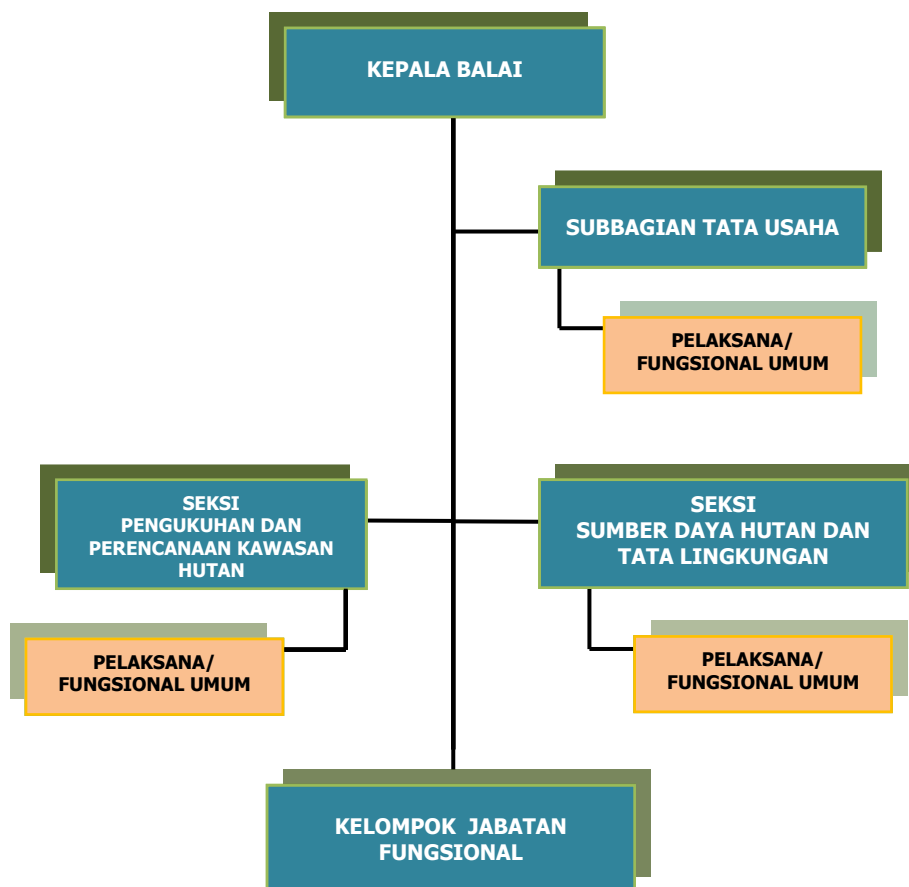 KEPALA BALAI
SUBBAGIAN TATA USAHA
PELAKSANA/
FUNGSIONAL UMUM
SEKSI
PENGUKUHAN DAN
PERENCANAAN KAWASAN
HUTAN
SEKSI
SUMBER DAYA HUTAN DAN
TATA LINGKUNGAN
PELAKSANA/
FUNGSIONAL UMUM
PELAKSANA/
FUNGSIONAL UMUM
KELOMPOK JABATAN
FUNGSIONAL